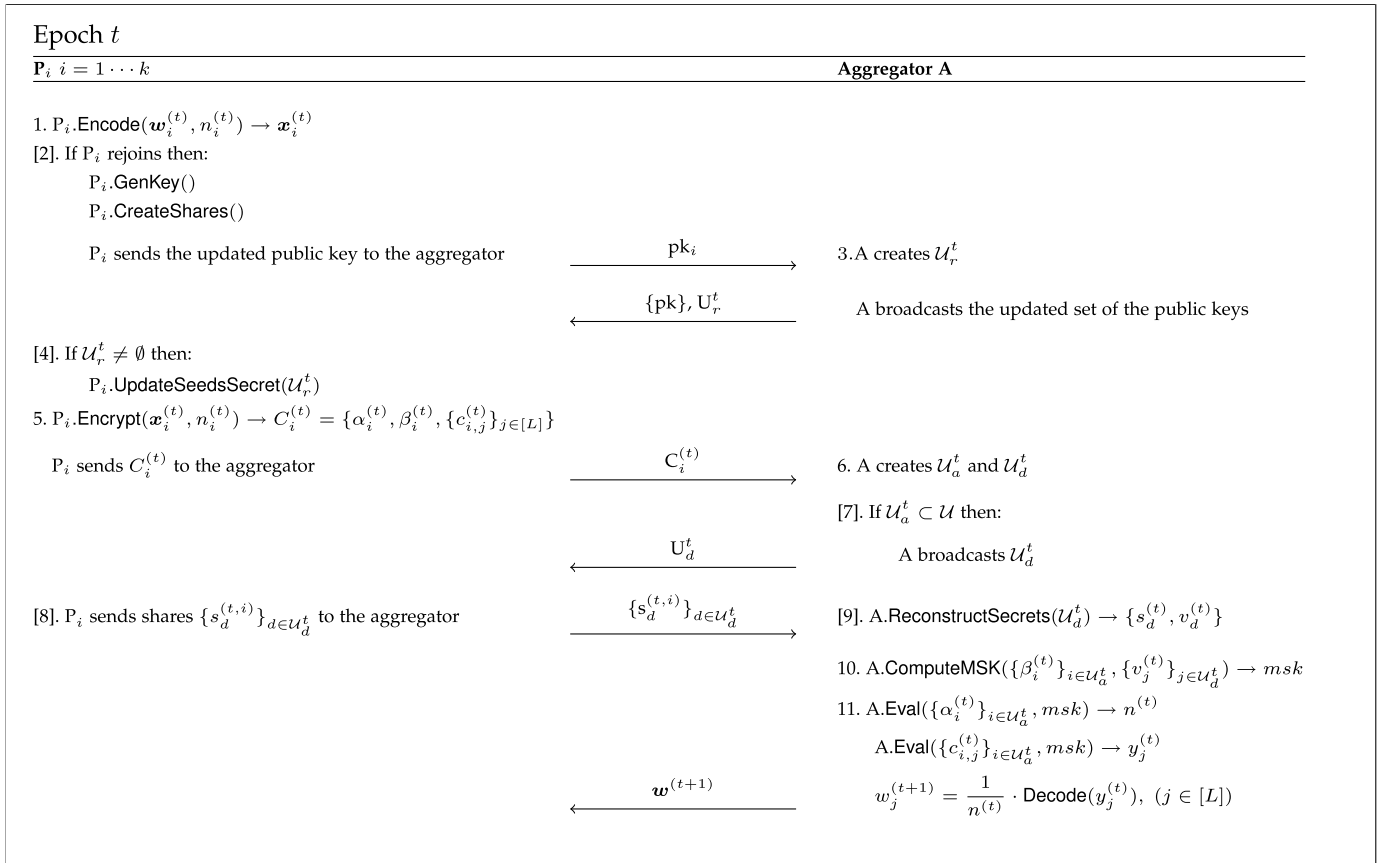 Epoch t
P_i i = 1 ⋯ k Aggregator A
1. P_i.Encode(w_i^{(t)}, n_i^{(t)}) → x_i^{(t)}
[2]. If P_i rejoins then:
P_i.GenKey()
P_i.CreateShares()
P_i sends the updated public key to the aggregator pk_i 3.A creates U_r^t
{pk}, U_r^t A broadcasts the updated set of the public keys
[4]. If U_r^t ≠ ∅ then:
P_i.UpdateSeedsSecret(U_r^t)
5. P_i.Encrypt(x_i^{(t)}, n_i^{(t)}) → C_i^{(t)} = {α_i^{(t)}, β_i^{(t)}, {c_{i,j}^{(t)}}_{j∈[L]}}
P_i sends C_i^{(t)} to the aggregator C_i^{(t)} 6. A creates U_a^t and U_d^t
[7]. If U_a^t ⊂ U then:
U_d^t A broadcasts U_d^t
[8]. P_i sends shares {s_d^{(t,i)}}_{d∈U_d^t} to the aggregator {s_d^{(t,i)}}_{d∈U_d^t} [9]. A.ReconstructSecrets(U_d^t) → {s_d^{(t)}, v_d^{(t)}}
10. A.ComputeMSK({β_i^{(t)}}_{i∈U_a^t}, {v_j^{(t)}}_{j∈U_d^t}) → msk
11. A.Eval({α_i^{(t)}}_{i∈U_a^t}, msk) → n^{(t)}
A.Eval({c_{i,j}^{(t)}}_{i∈U_a^t}, msk) → y_j^{(t)}
w^{(t+1)} w_j^{(t+1)} = 1/n^{(t)} · Decode(y_j^{(t)}), (j ∈ [L])